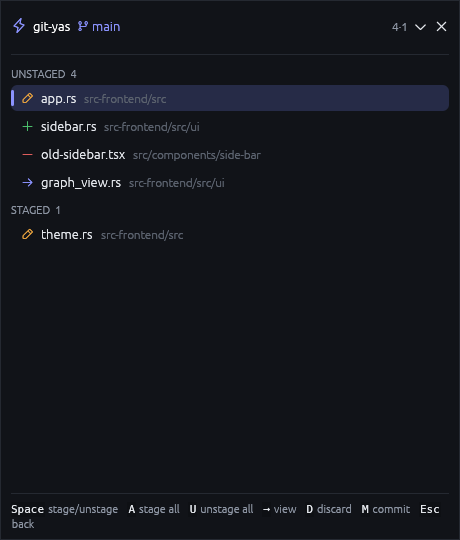 git-yas main 4·1
UNSTAGED 4
app.rs src-frontend/src
sidebar.rs src-frontend/src/ui
old-sidebar.tsx src/components/side-bar
graph_view.rs src-frontend/src/ui
STAGED 1
theme.rs src-frontend/src
Space stage/unstage A stage all U unstage all → view D discard M commit Esc
back